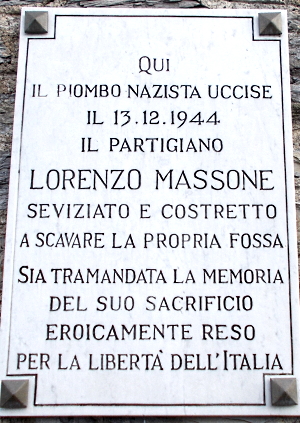 QUI
IL PIOMBO NAZISTA UCCISE
IL 13.12.1944
IL PARTIGIANO
LORENZO MASSONE
SEVIZIATO E COSTRETTO
A SCAVARE LA PROPRIA FOSSA
SIA TRAMANDATA LA MEMORIA
DEL SUO SACRIFICIO
EROICAMENTE RESO
PER LA LIBERTÀ DELL'ITALIA